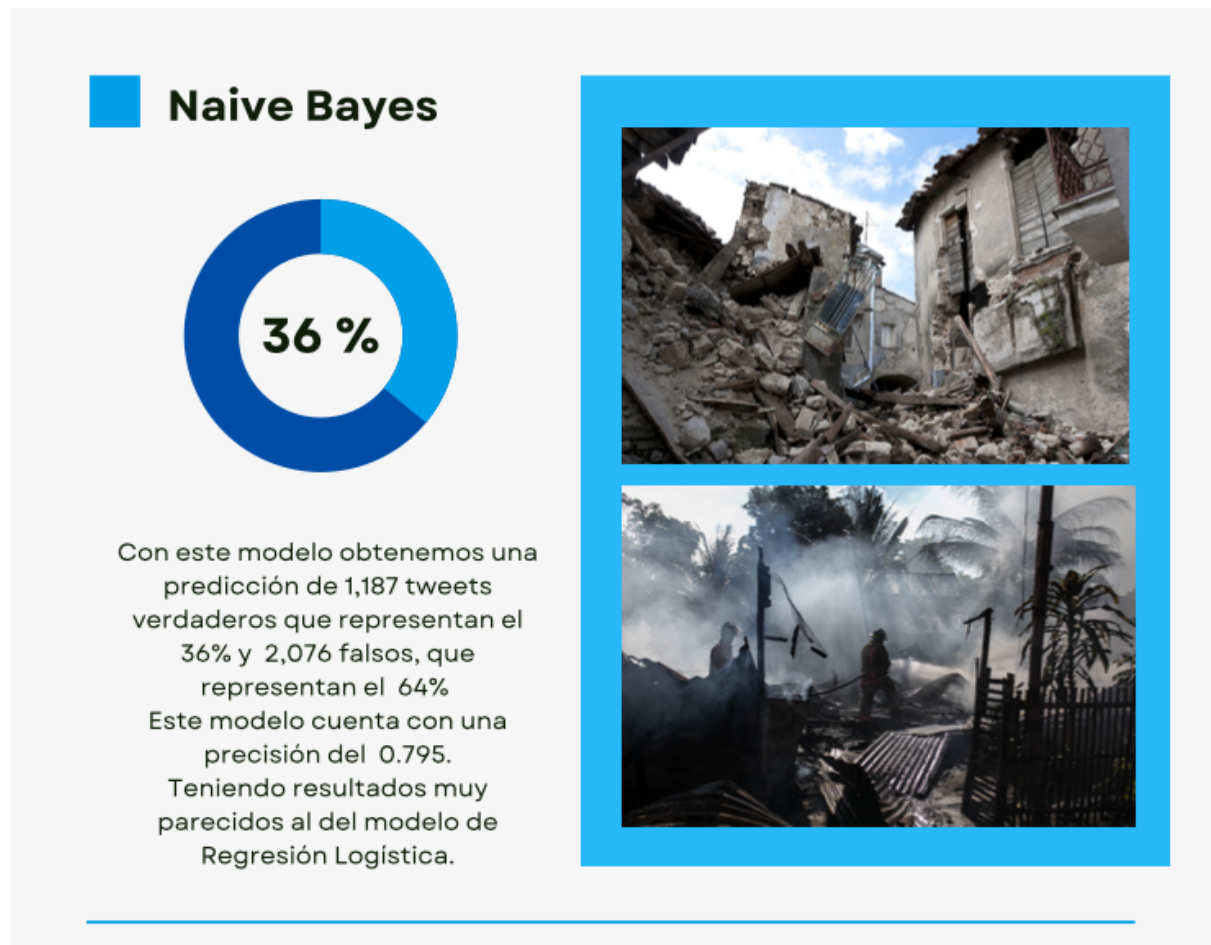 Naive Bayes
36 %
Con este modelo obtenemos una
predicción de 1,187 tweets
verdaderos que representan el
36% y 2,076 falsos, que
representan el 64%
Este modelo cuenta con una
precisión del 0.795.
Teniendo resultados muy
parecidos al del modelo de
Regresión Logística.